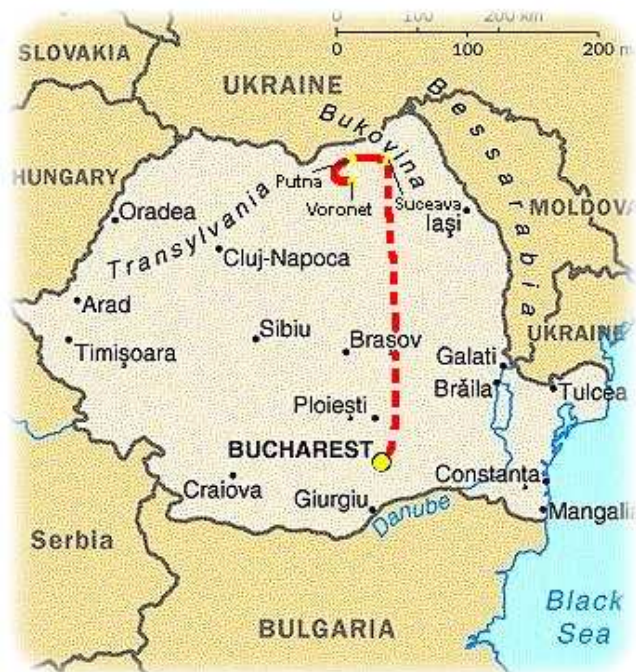 0 100 200 km
0 100 200 m
SLOVAKIA
UKRAINE
Bukovina
Bessarabia
HUNGARY
Putna
Voronet
Suceava
Iaşi
MOLDOVA
Oradea
Transylvania
Cluj-Napoca
Arad
Timişoara
Sibiu
Brasov
Galati
UKRAINE
Brăila
Tulcea
Ploieşti
BUCHAREST
Constanta
Craiova
Giurgiu
Danube
Mangali
Serbia
BULGARIA
Black
Sea